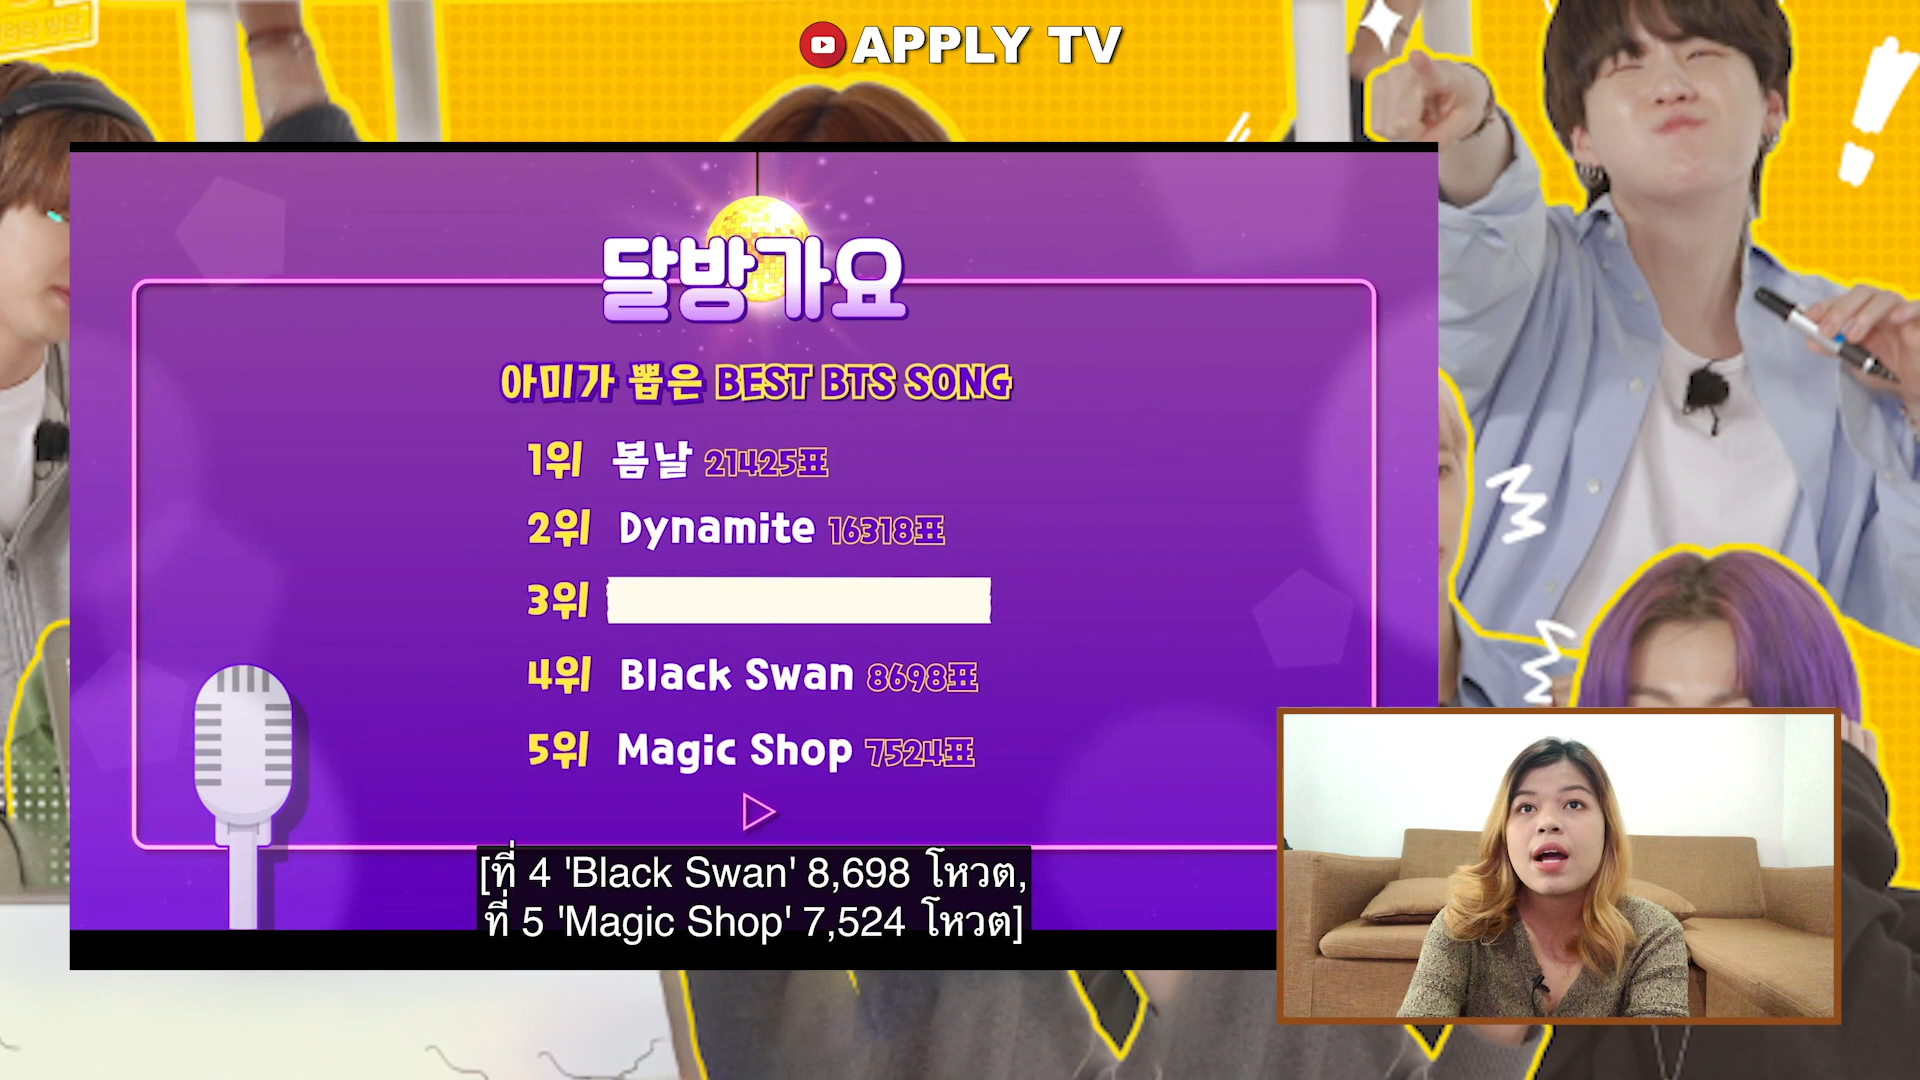 APPLY TV
달방가요
아미가 뽑은 BEST BTS SONG
1위 봄날 21425표
2위 Dynamite 16318표
3위
4위 Black Swan 8698표
5위 Magic Shop 7524표
[ที่ 4 'Black Swan' 8,698 โหวต,
ที่ 5 'Magic Shop' 7,524 โหวต]